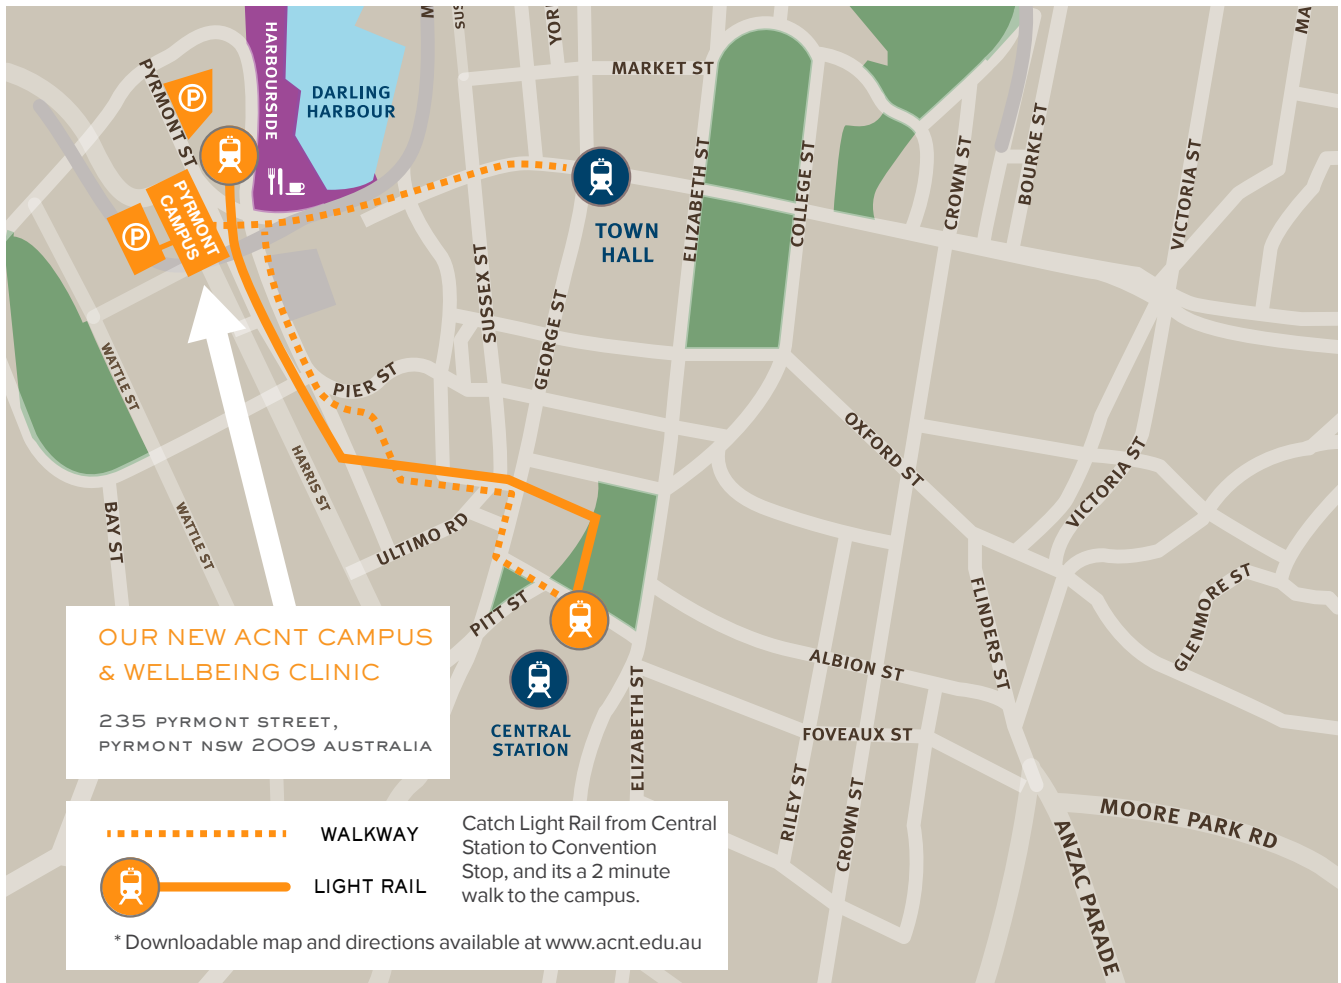 MARKET ST
HARBOURSIDE
DARLING
HARBOUR
PYRMONT ST
P
PYRMONT
CAMPUS
P
TOWN
HALL
ELIZABETH ST
COLLEGE ST
CROWN ST
BOURKE ST
VICTORIA ST
SUSSEX ST
GEORGE ST
WATTLE ST
PIER ST
OXFORD ST
HARRIS ST
VICTORIA ST
BAY ST
WATTLE ST
ULTIMO RD
PITT ST
FLINDERS ST
GLENMORE ST
OUR NEW ACNT CAMPUS
& WELLBEING CLINIC
235 PYRMONT STREET,
PYRMONT NSW 2009 AUSTRALIA
CENTRAL
STATION
ELIZABETH ST
ALBION ST
FOVEAUX ST
RILEY ST
CROWN ST
MOORE PARK RD
ANZAC PARADE
WALKWAY
LIGHT RAIL
Catch Light Rail from Central
Station to Convention
Stop, and its a 2 minute
walk to the campus.
* Downloadable map and directions available at www.acnt.edu.au